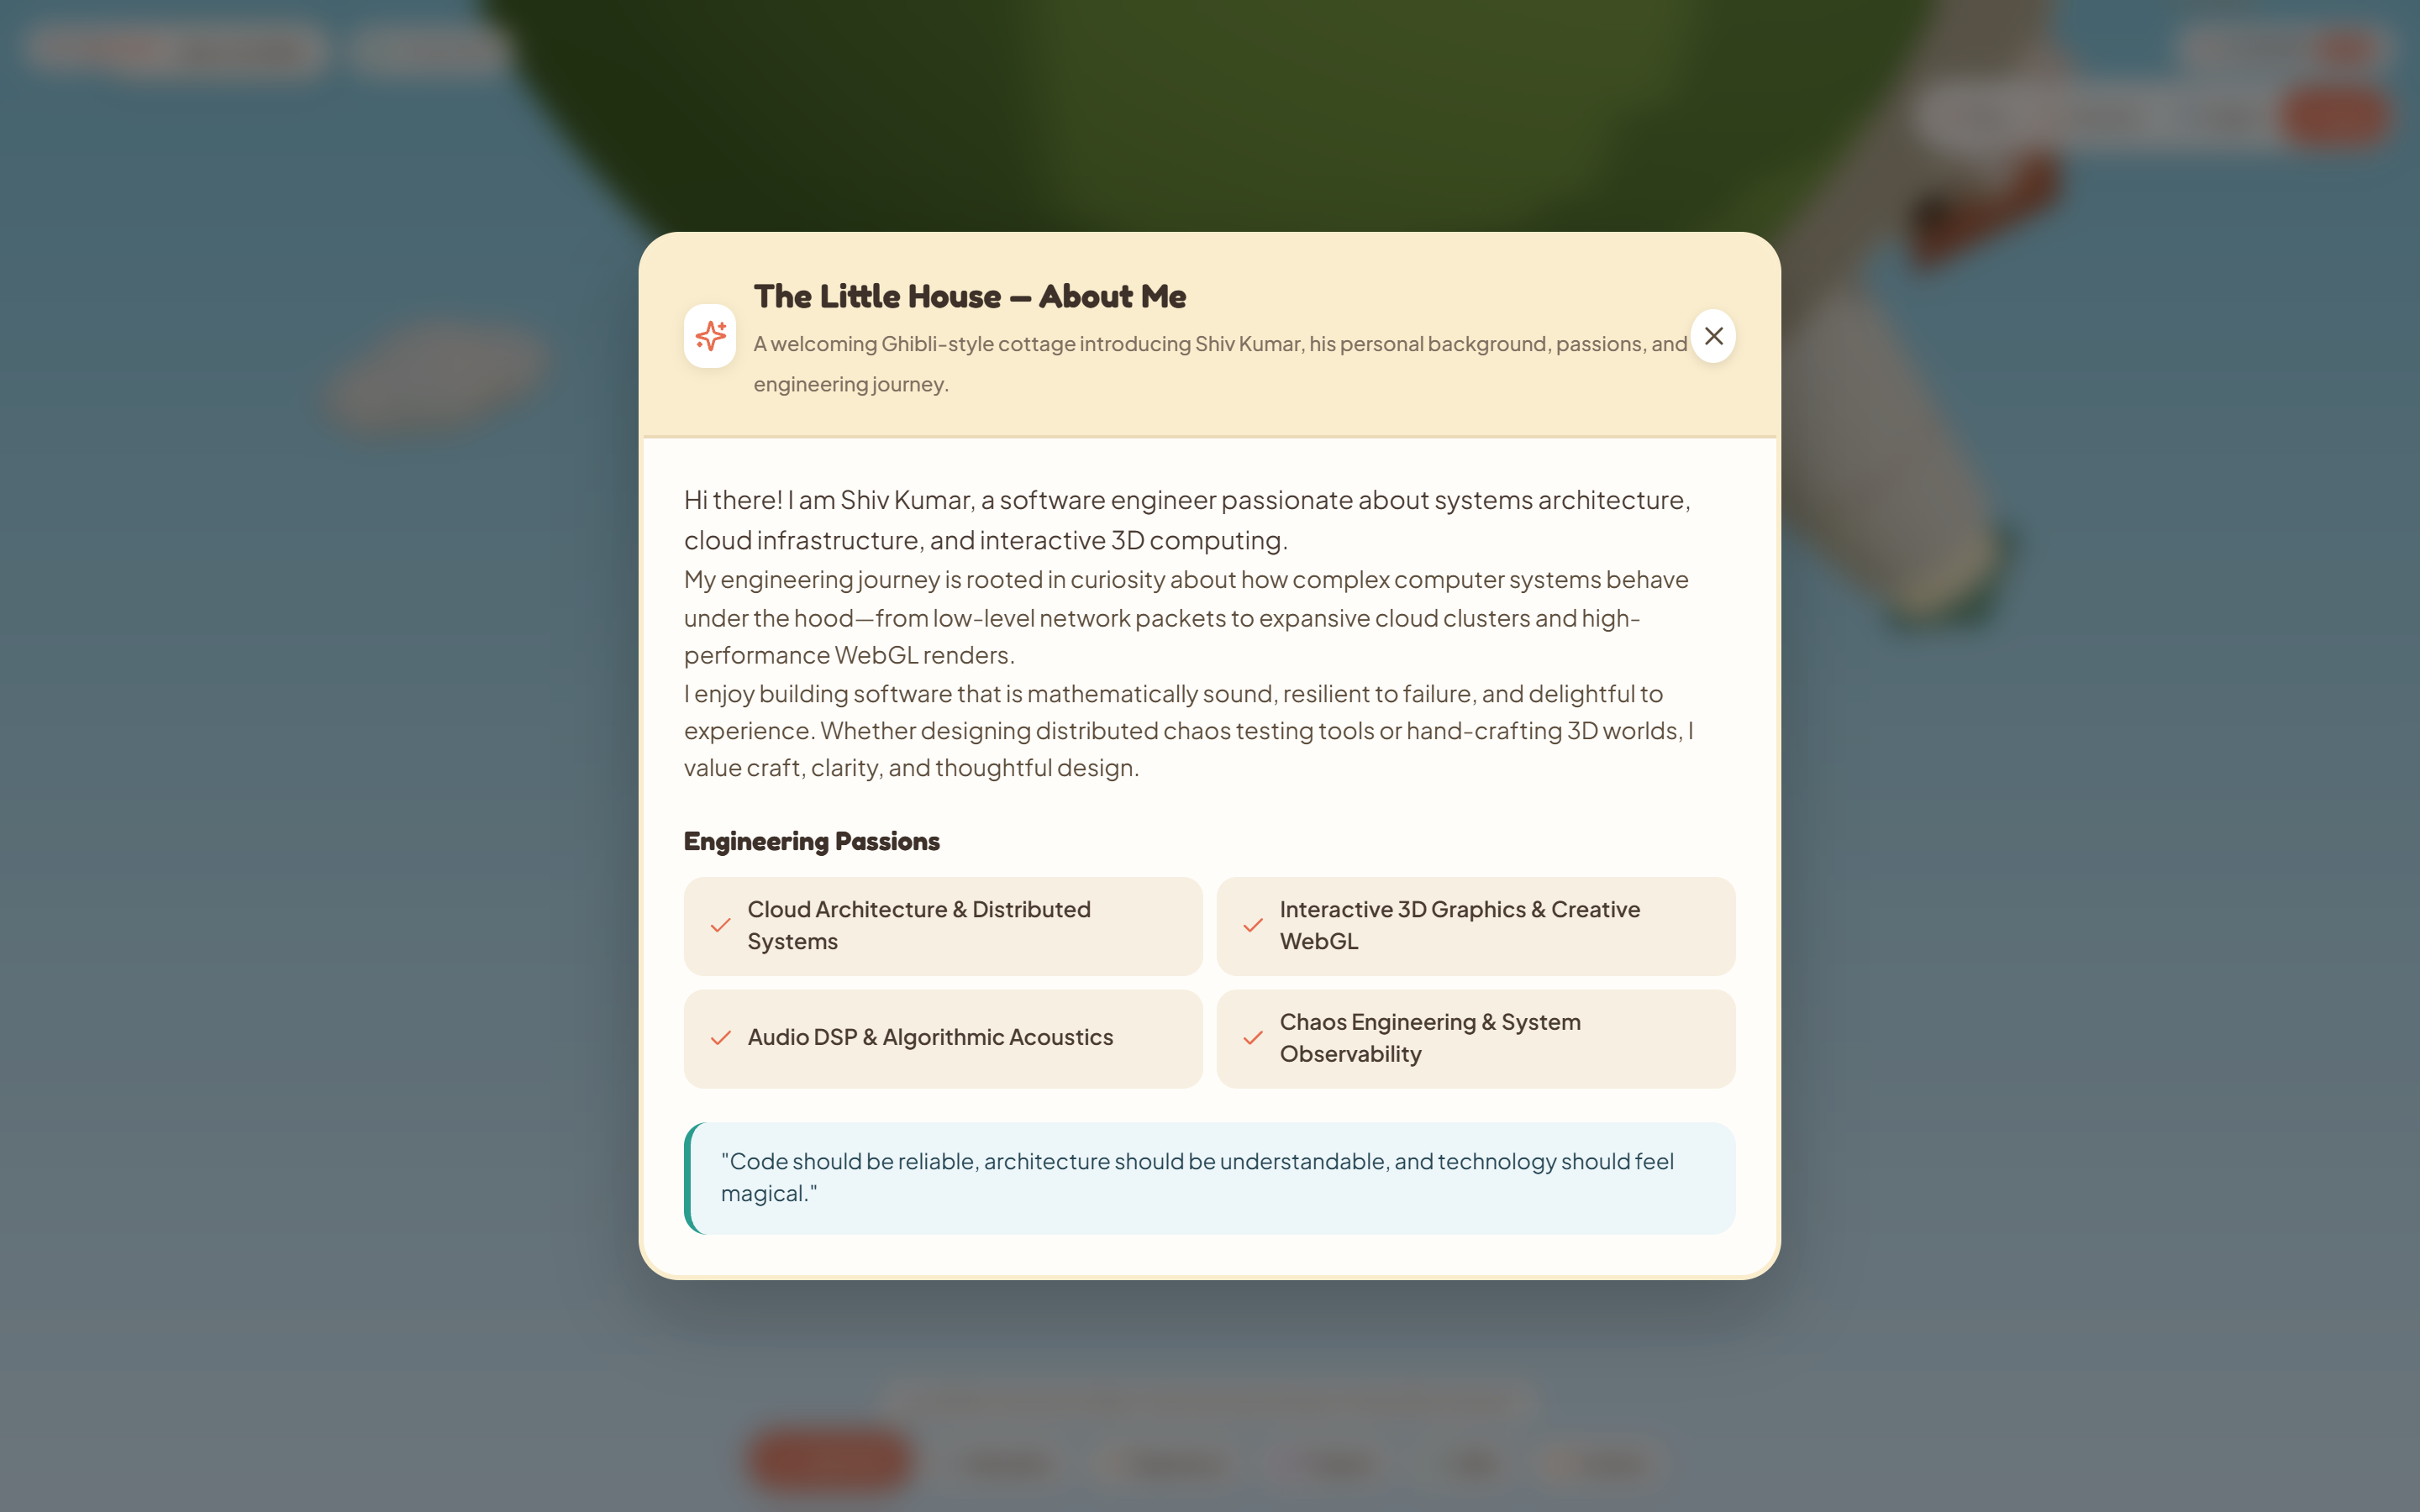 The Little House — About Me
A welcoming Ghibli-style cottage introducing Shiv Kumar, his personal background, passions, and
engineering journey.
Hi there! I am Shiv Kumar, a software engineer passionate about systems architecture,
cloud infrastructure, and interactive 3D computing.
My engineering journey is rooted in curiosity about how complex computer systems behave
under the hood—from low-level network packets to expansive cloud clusters and high-
performance WebGL renders.
I enjoy building software that is mathematically sound, resilient to failure, and delightful to
experience. Whether designing distributed chaos testing tools or hand-crafting 3D worlds, I
value craft, clarity, and thoughtful design.
Engineering Passions
Cloud Architecture & Distributed
Systems
Interactive 3D Graphics & Creative
WebGL
Audio DSP & Algorithmic Acoustics
Chaos Engineering & System
Observability
"Code should be reliable, architecture should be understandable, and technology should feel
magical."